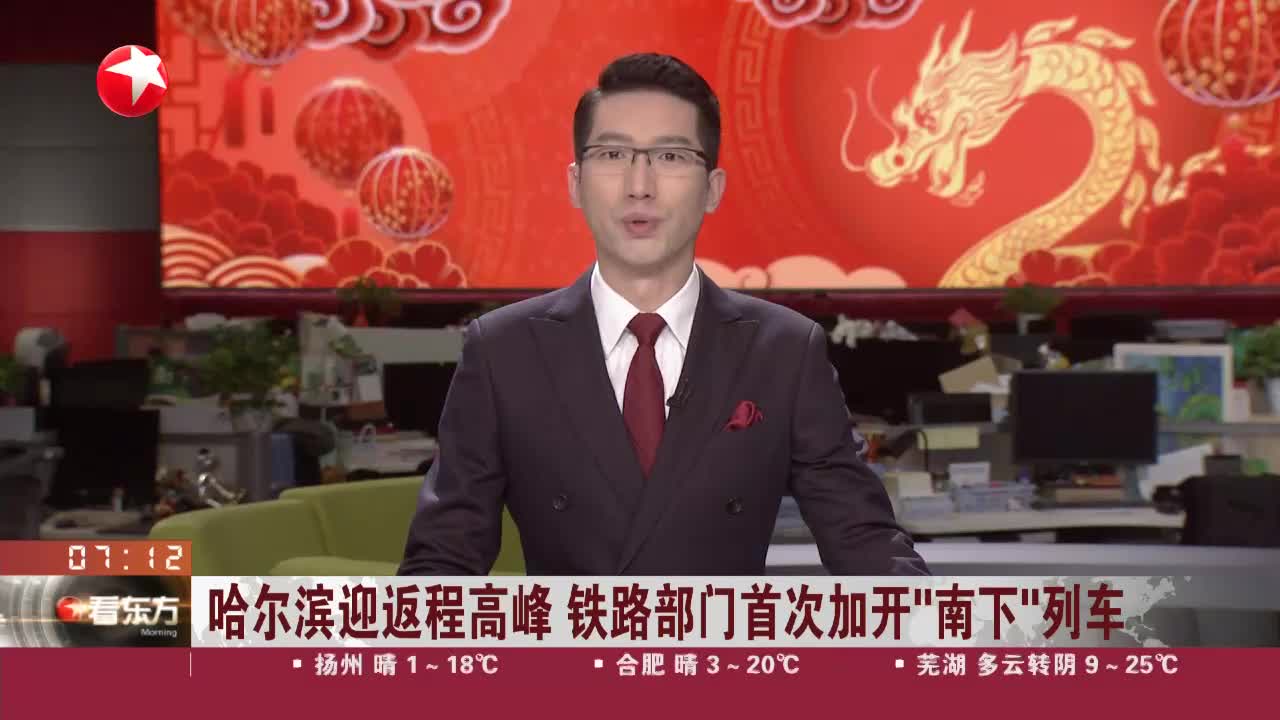 07:12
看东方
Morning
哈尔滨迎返程高峰 铁路部门首次加开"南下"列车
▪ 扬州 晴 1~18℃ ▪ 合肥 晴 3~20℃ ▪ 芜湖 多云转阴 9~25℃